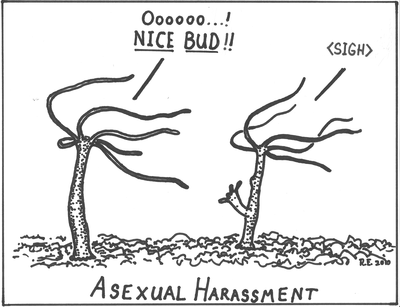 Oooooo...!
NICE BUD!!
<SIGH>
R.E. 2010
ASEXUAL HARASSMENT